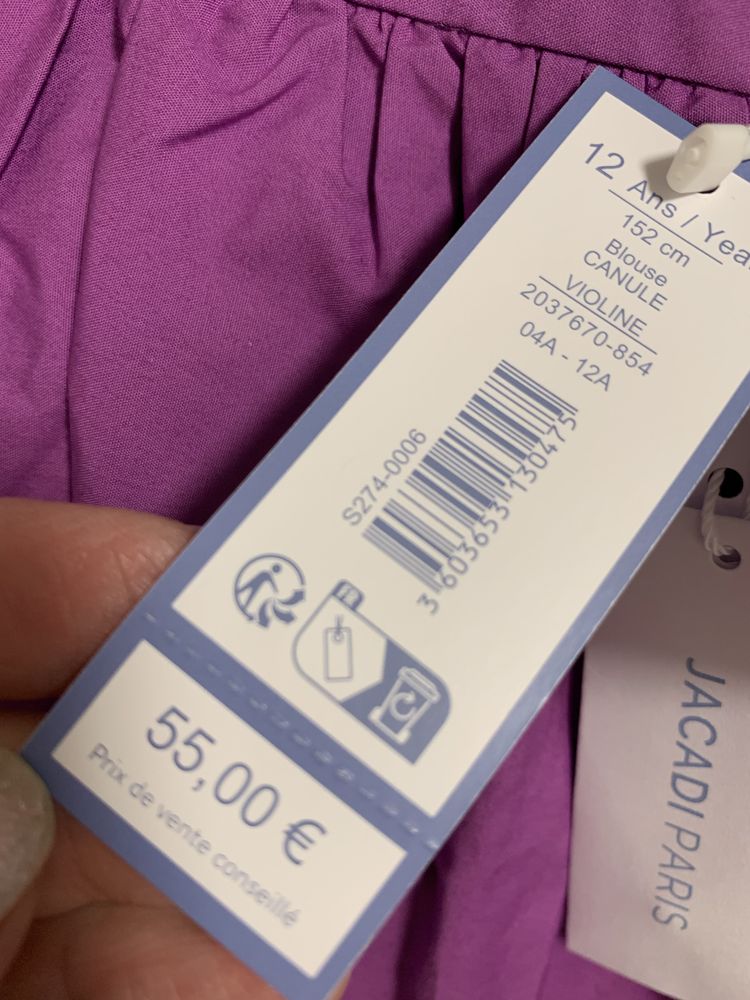 12 Ans / Yea
152 cm
Blouse
CANULE
VIOLINE
2037670-854
04A - 12A
S274-0006
3 603653 130475
FR
55,00 €
Prix de vente conseillé
JACADI PARIS